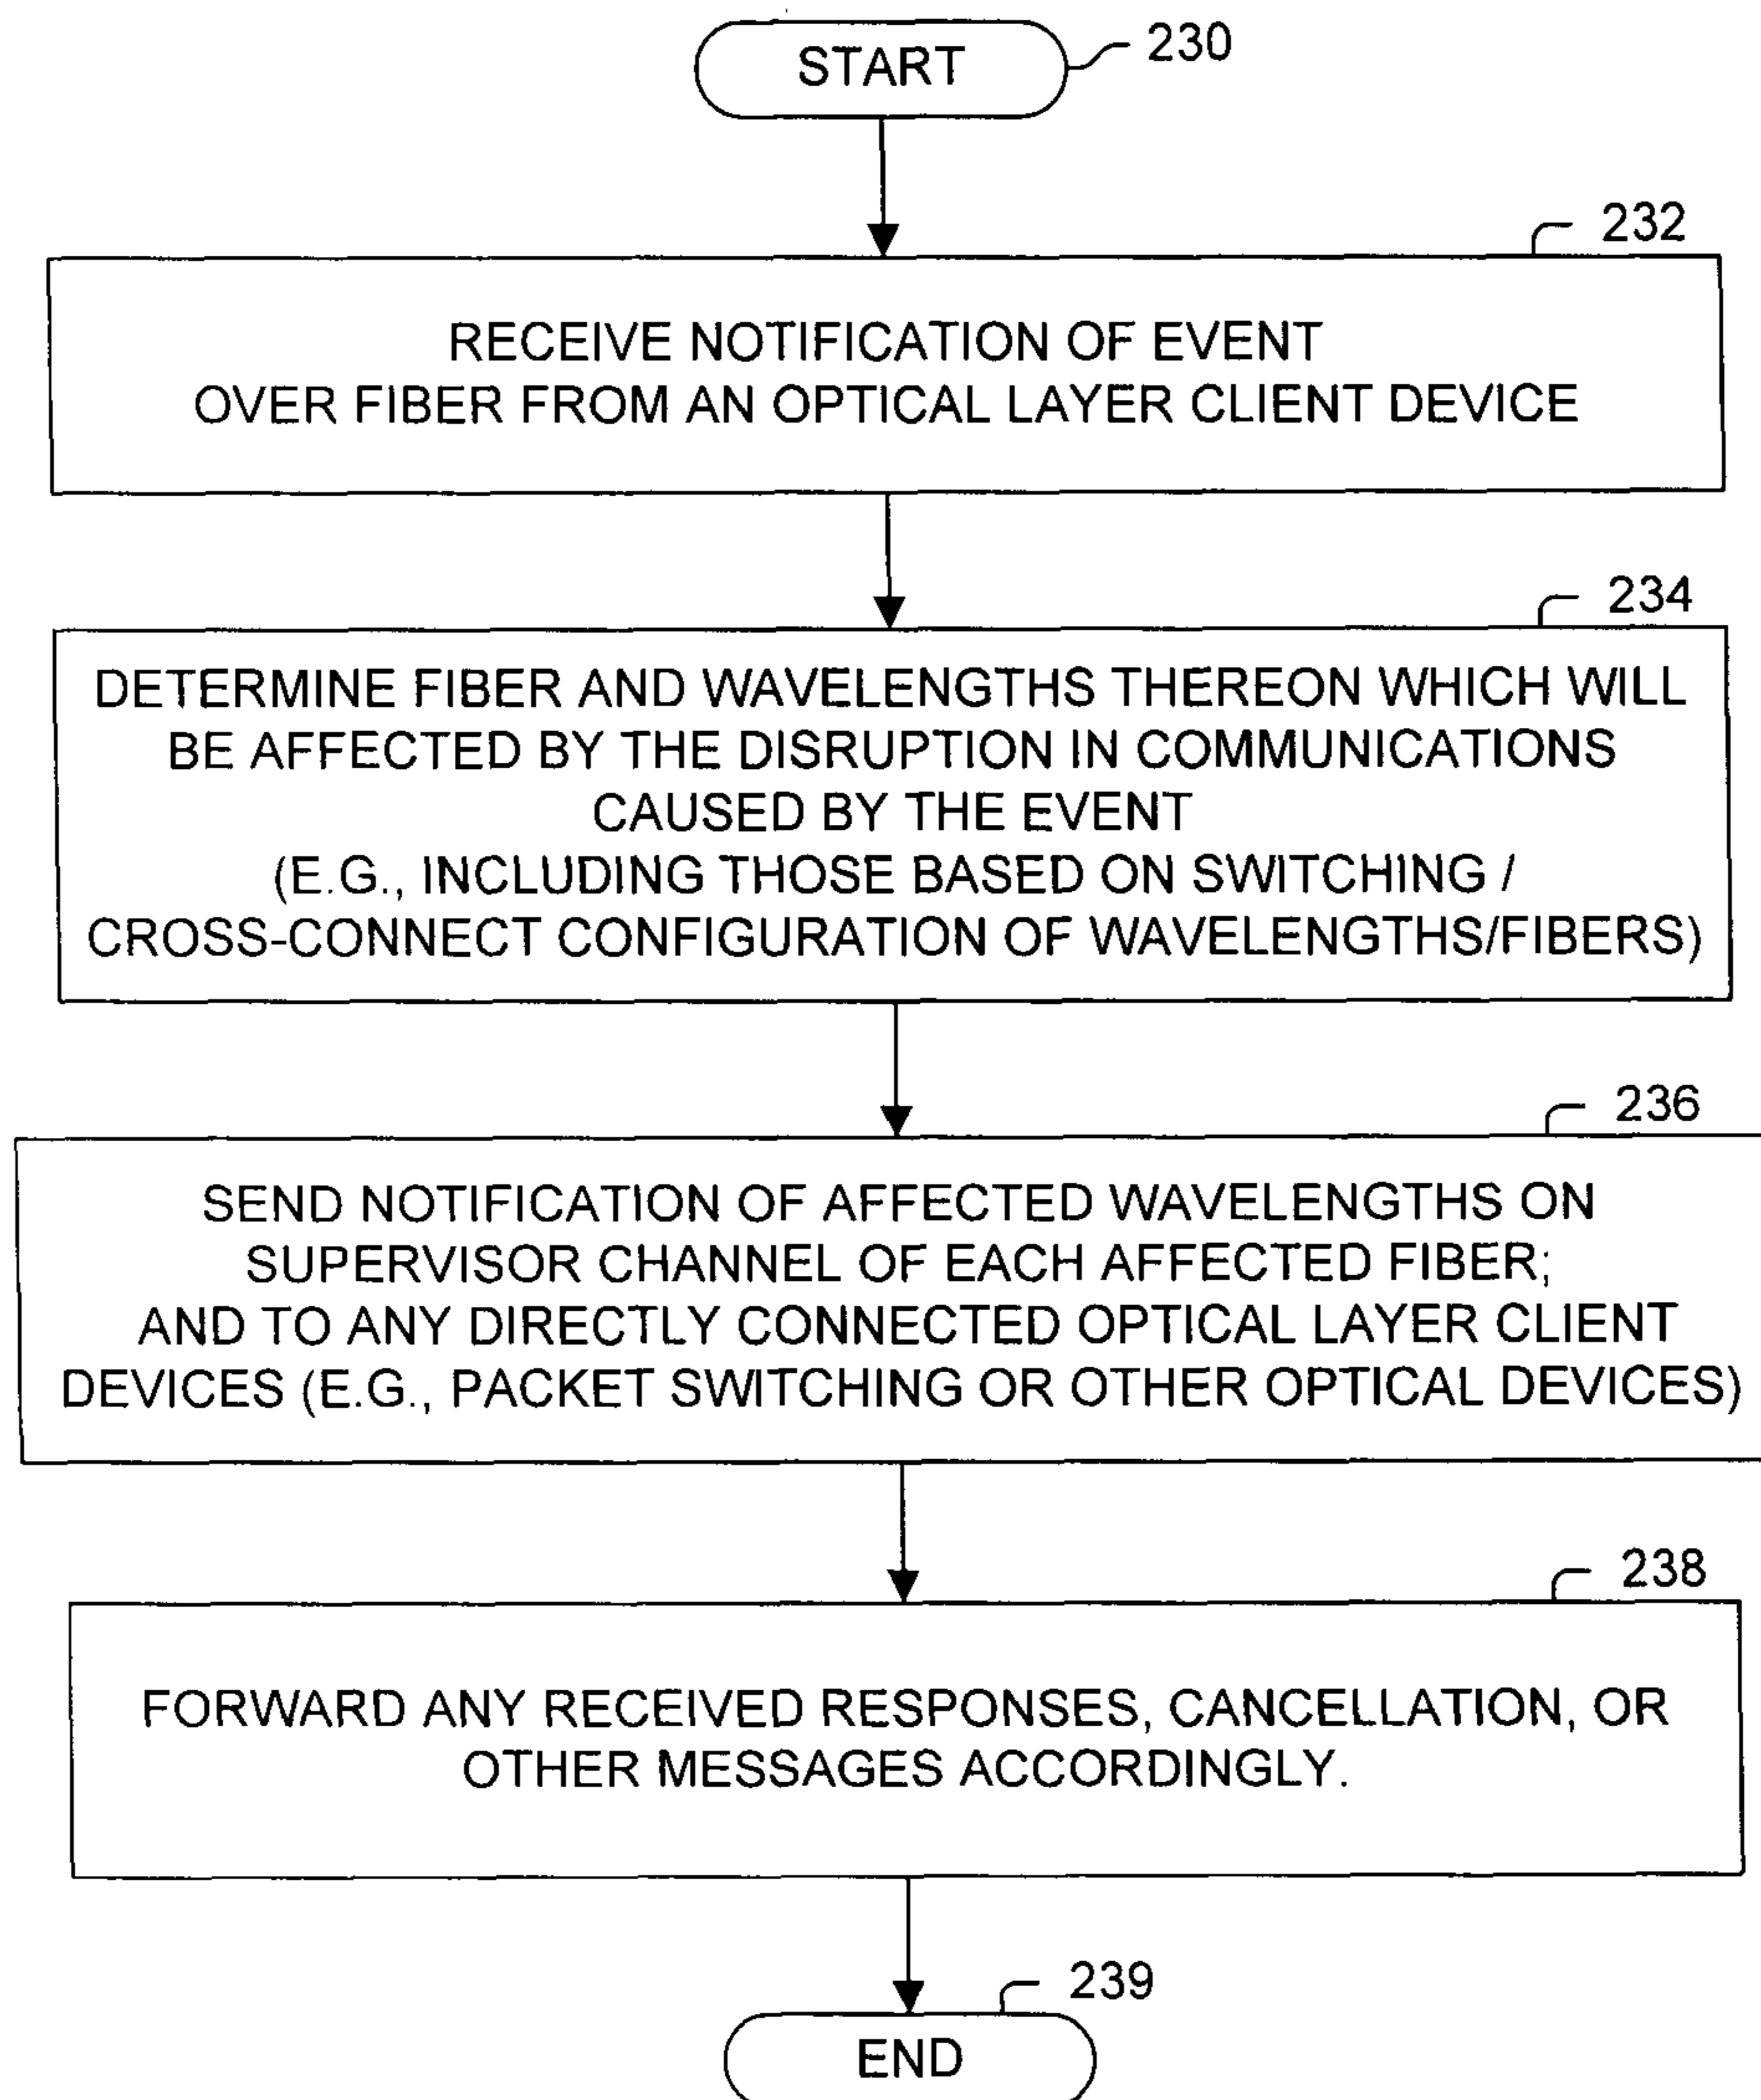 START
230
232
RECEIVE NOTIFICATION OF EVENT
OVER FIBER FROM AN OPTICAL LAYER CLIENT DEVICE
234
DETERMINE FIBER AND WAVELENGTHS THEREON WHICH WILL
BE AFFECTED BY THE DISRUPTION IN COMMUNICATIONS
CAUSED BY THE EVENT
(E.G., INCLUDING THOSE BASED ON SWITCHING /
CROSS-CONNECT CONFIGURATION OF WAVELENGTHS/FIBERS)
236
SEND NOTIFICATION OF AFFECTED WAVELENGTHS ON
SUPERVISOR CHANNEL OF EACH AFFECTED FIBER;
AND TO ANY DIRECTLY CONNECTED OPTICAL LAYER CLIENT
DEVICES (E.G., PACKET SWITCHING OR OTHER OPTICAL DEVICES)
238
FORWARD ANY RECEIVED RESPONSES, CANCELLATION, OR
OTHER MESSAGES ACCORDINGLY.
239
END